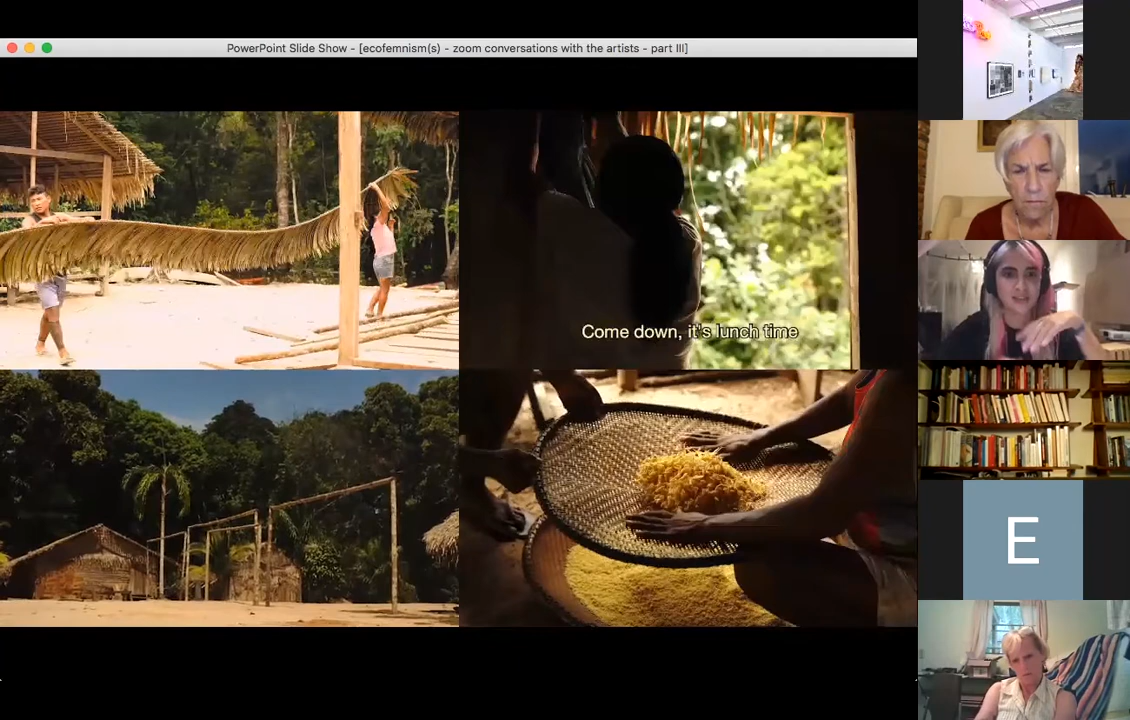 PowerPoint Slide Show - [ecofemnism(s) - zoom conversations with the artists - part III]
Come down, it's lunch time
E